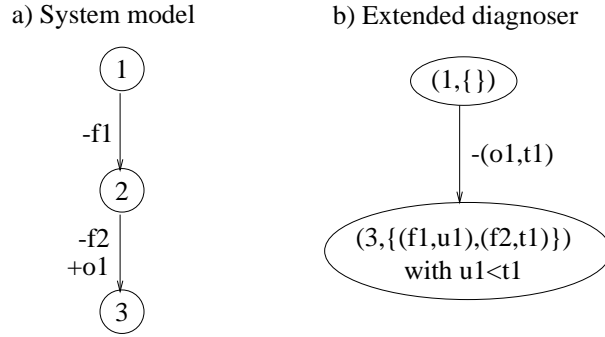 a) System model
1
-f1
2
-f2
+o1
3
b) Extended diagnoser
(1,{})
-(o1,t1)
(3,{(f1,u1),(f2,t1)})
with u1<t1